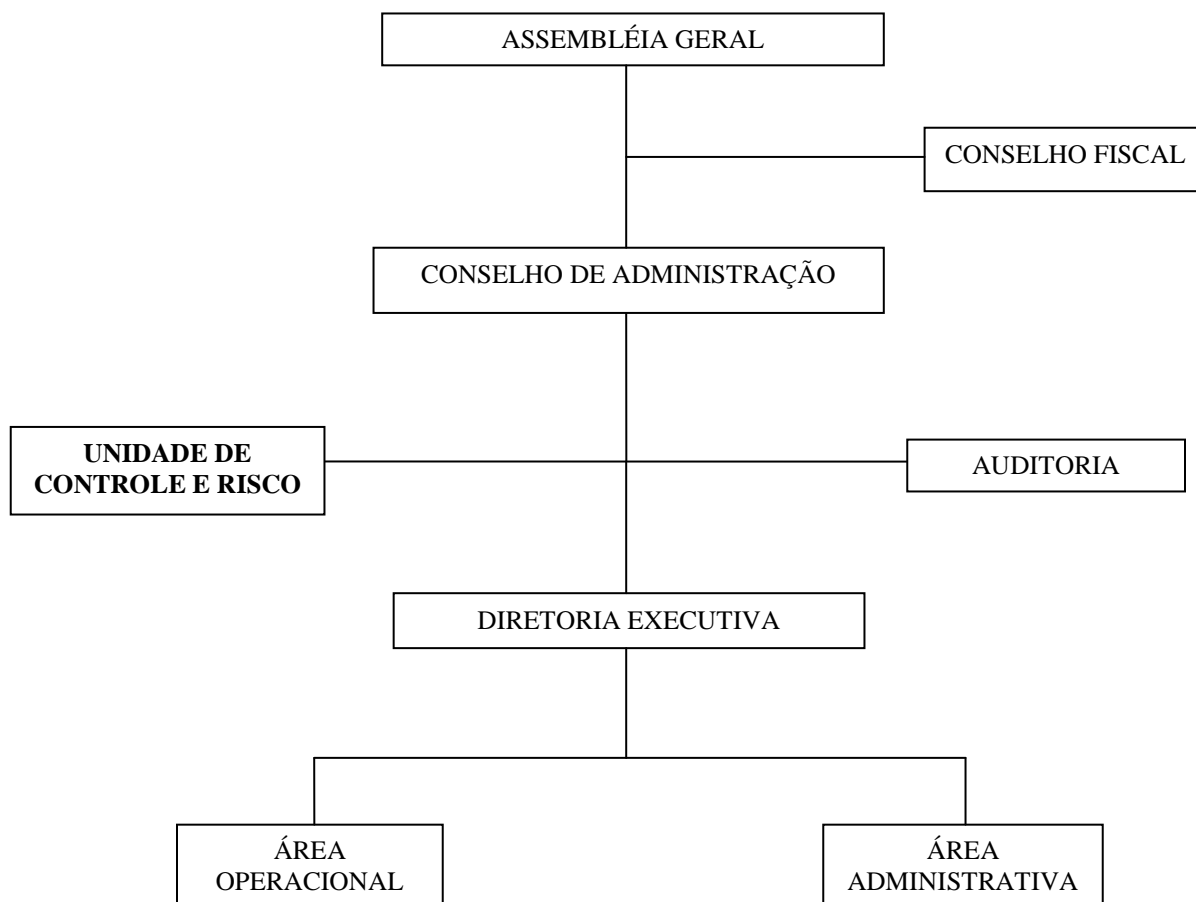 ASSEMBLÉIA GERAL
CONSELHO FISCAL
CONSELHO DE ADMINISTRAÇÃO
UNIDADE DE
CONTROLE E RISCO
AUDITORIA
DIRETORIA EXECUTIVA
ÁREA
OPERACIONAL
ÁREA
ADMINISTRATIVA